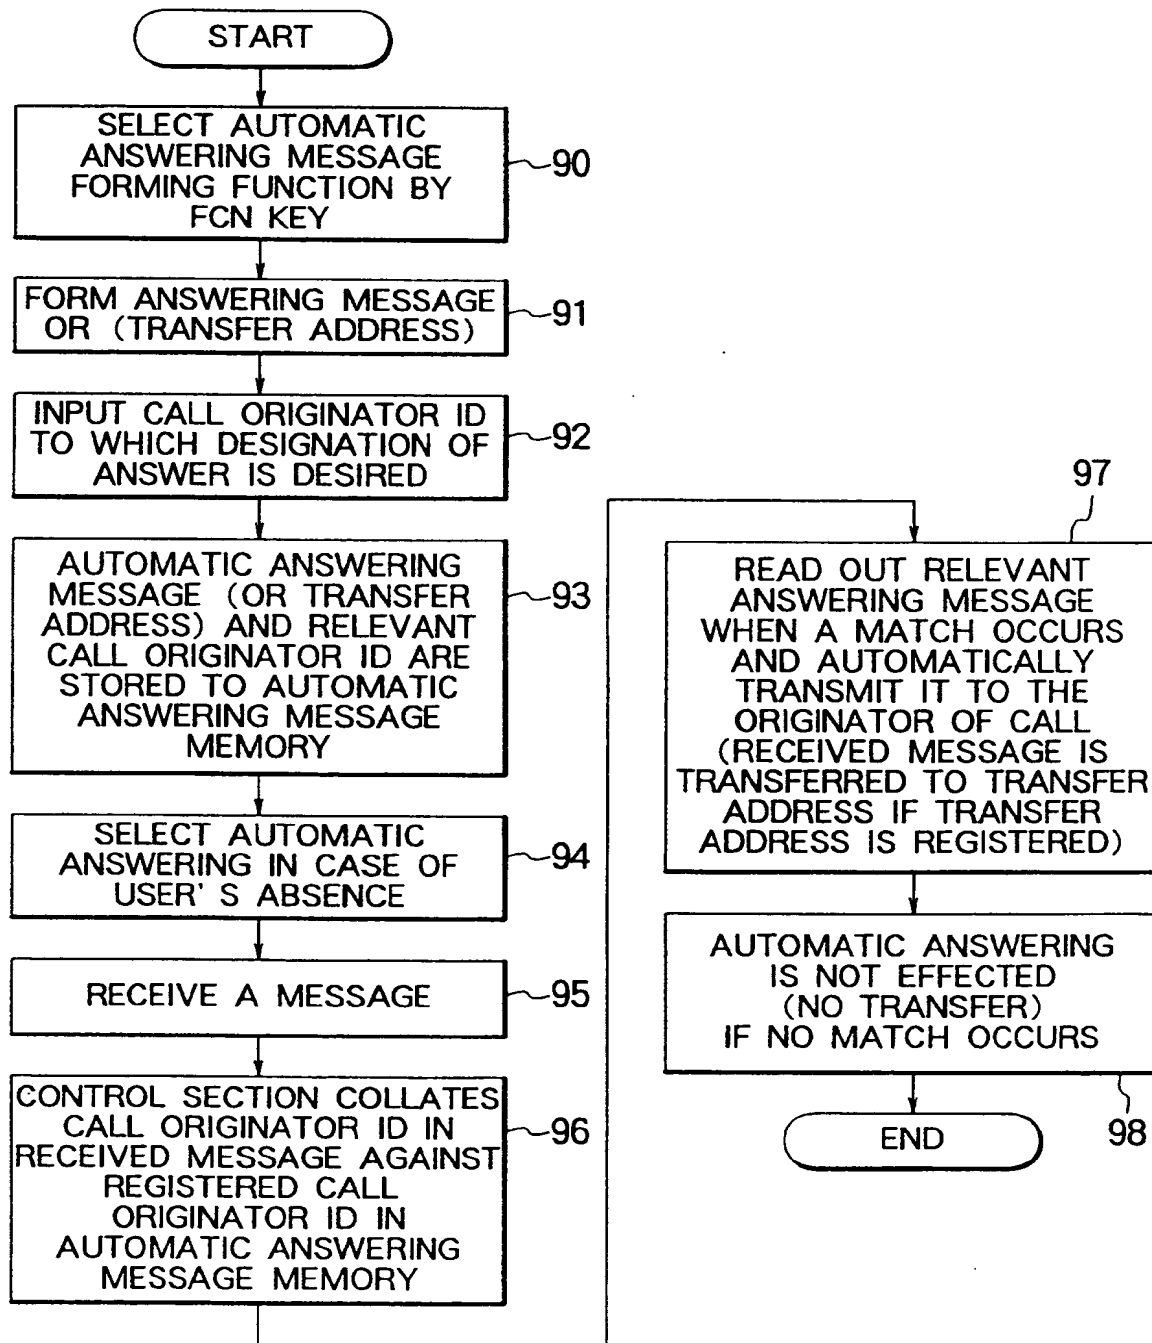 START
SELECT AUTOMATIC
ANSWERING MESSAGE
FORMING FUNCTION BY
FCN KEY
90
FORM ANSWERING MESSAGE
OR (TRANSFER ADDRESS)
91
INPUT CALL ORIGINATOR ID
TO WHICH DESIGNATION OF
ANSWER IS DESIRED
92
AUTOMATIC ANSWERING
MESSAGE (OR TRANSFER
ADDRESS) AND RELEVANT
CALL ORIGINATOR ID ARE
STORED TO AUTOMATIC
ANSWERING MESSAGE
MEMORY
93
SELECT AUTOMATIC
ANSWERING IN CASE OF
USER'S ABSENCE
94
RECEIVE A MESSAGE
95
CONTROL SECTION COLLATES
CALL ORIGINATOR ID IN
RECEIVED MESSAGE AGAINST
REGISTERED CALL
ORIGINATOR ID IN
AUTOMATIC ANSWERING
MESSAGE MEMORY
96
97
READ OUT RELEVANT
ANSWERING MESSAGE
WHEN A MATCH OCCURS
AND AUTOMATICALLY
TRANSMIT IT TO THE
ORIGINATOR OF CALL
(RECEIVED MESSAGE IS
TRANSFERRED TO TRANSFER
ADDRESS IF TRANSFER
ADDRESS IS REGISTERED)
AUTOMATIC ANSWERING
IS NOT EFFECTED
(NO TRANSFER)
IF NO MATCH OCCURS
98
END